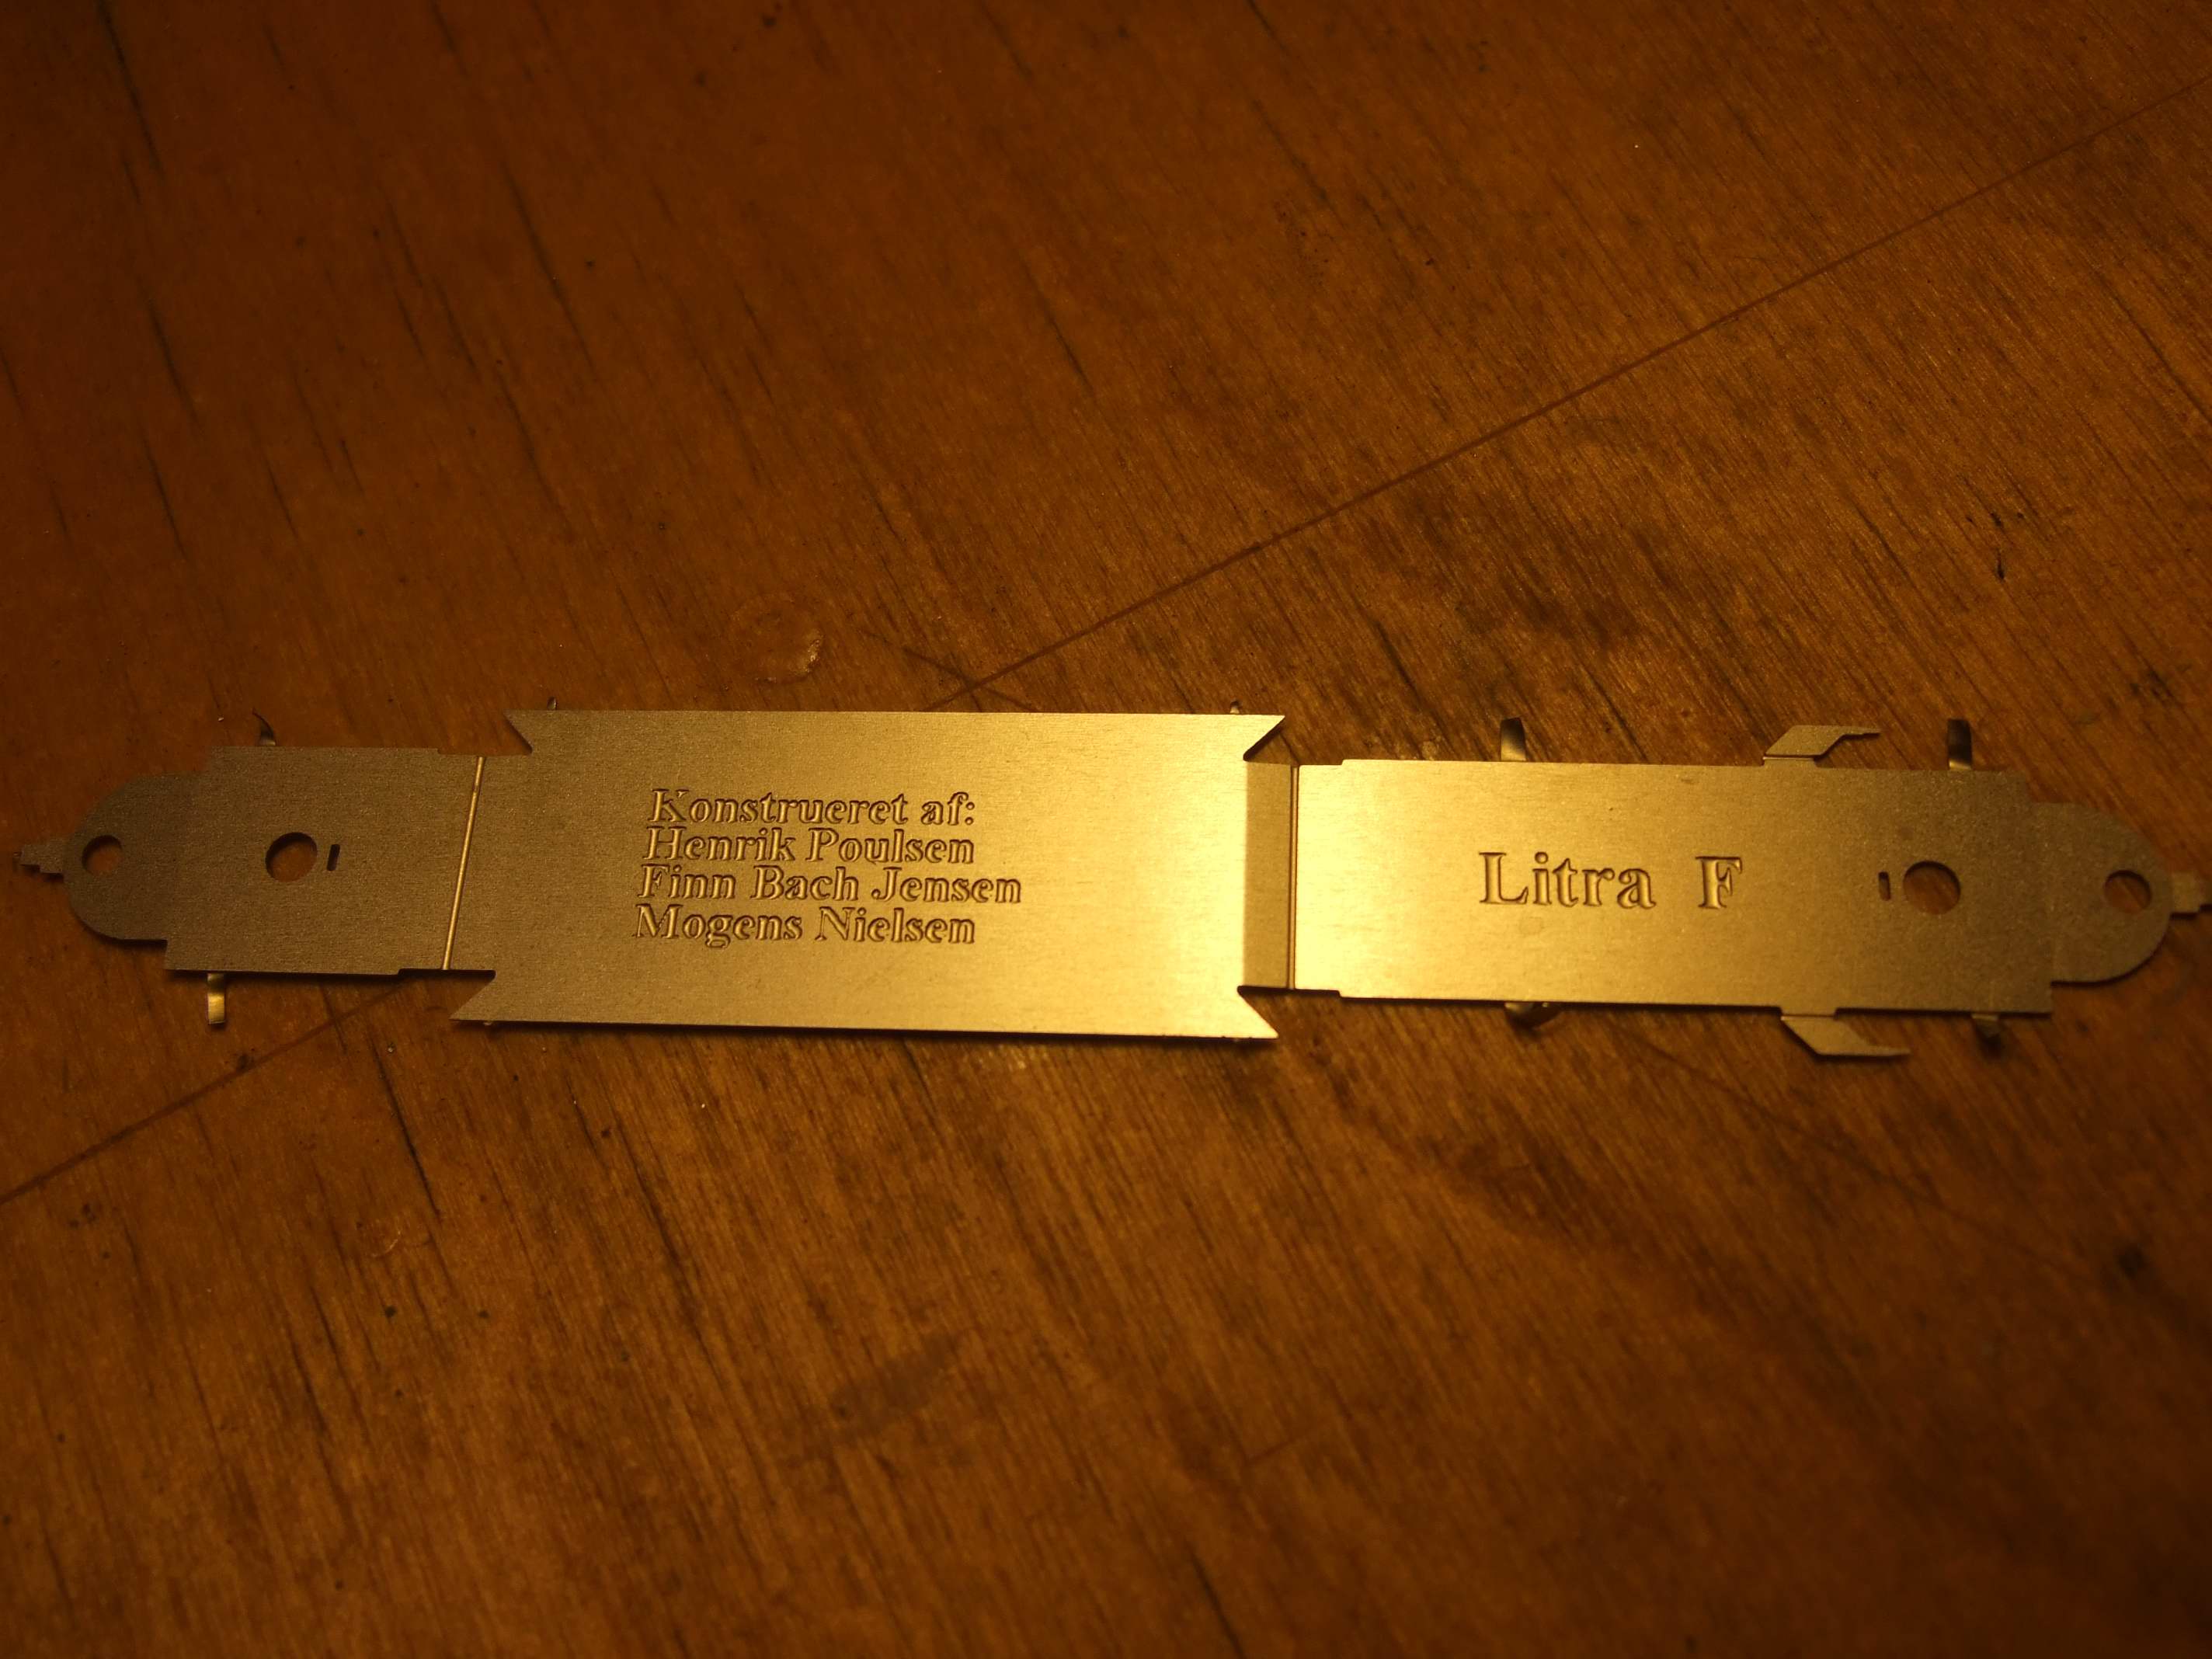 Konstrueret af:
Henrik Poulsen
Finn Bach Jensen
Mogens Nielsen
Litra F